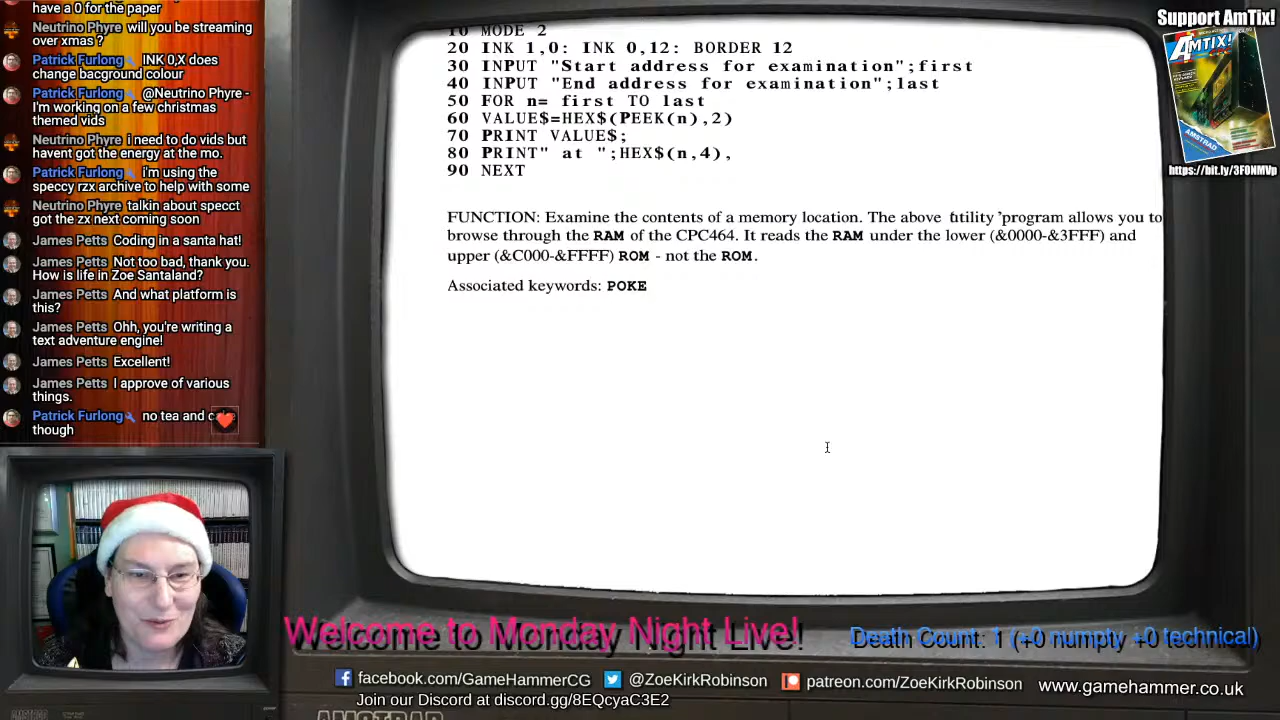 have a 0 for the paper
Neutrino Phyre will you be streaming
over xmas ?
Patrick Furlong INK 0,X does
change bacground colour
Patrick Furlong @Neutrino Phyre -
I'm working on a few christmas
themed vids
Neutrino Phyre i need to do vids but
havent got the energy at the mo.
Patrick Furlong i'm using the
speccy rzx archive to help with some
Neutrino Phyre talkin about specct
got the zx next coming soon
James Petts Coding in a santa hat!
James Petts Not too bad, thank you.
How is life in Zoe Santaland?
James Petts And what platform is
this?
James Petts Ohh, you're writing a
text adventure engine!
James Petts Excellent!
James Petts I approve of various
things.
Patrick Furlong no tea and
though
10 MODE 2
20 INK 1,0: INK 0,12: BORDER 12
30 INPUT "Start address for examination";first
40 INPUT "End address for examination";last
50 FOR n= first TO last
60 VALUE$=HEX$(PEEK(n),2)
70 PRINT VALUE$;
80 PRINT" at ";HEX$(n,4),
90 NEXT
FUNCTION: Examine the contents of a memory location. The above 'program allows you to
browse through the RAM of the CPC464. It reads the RAM under the lower (&0000-&3FFF) and
upper (&C000-&FFFF) ROM - not the ROM.
Associated keywords: POKE
Support AmTix!
AMTIX!
AMSTRAD
https://bit.ly/3F0NMVp
Welcome to Monday Night Live!
Death Count: 1 (+0 numpty +0 technical)
facebook.com/GameHammerCG @ZoeKirkRobinson patreon.com/ZoeKirkRobinson www.gamehammer.co.uk
Join our Discord at discord.gg/8EQcyaC3E2
AMSTRAD